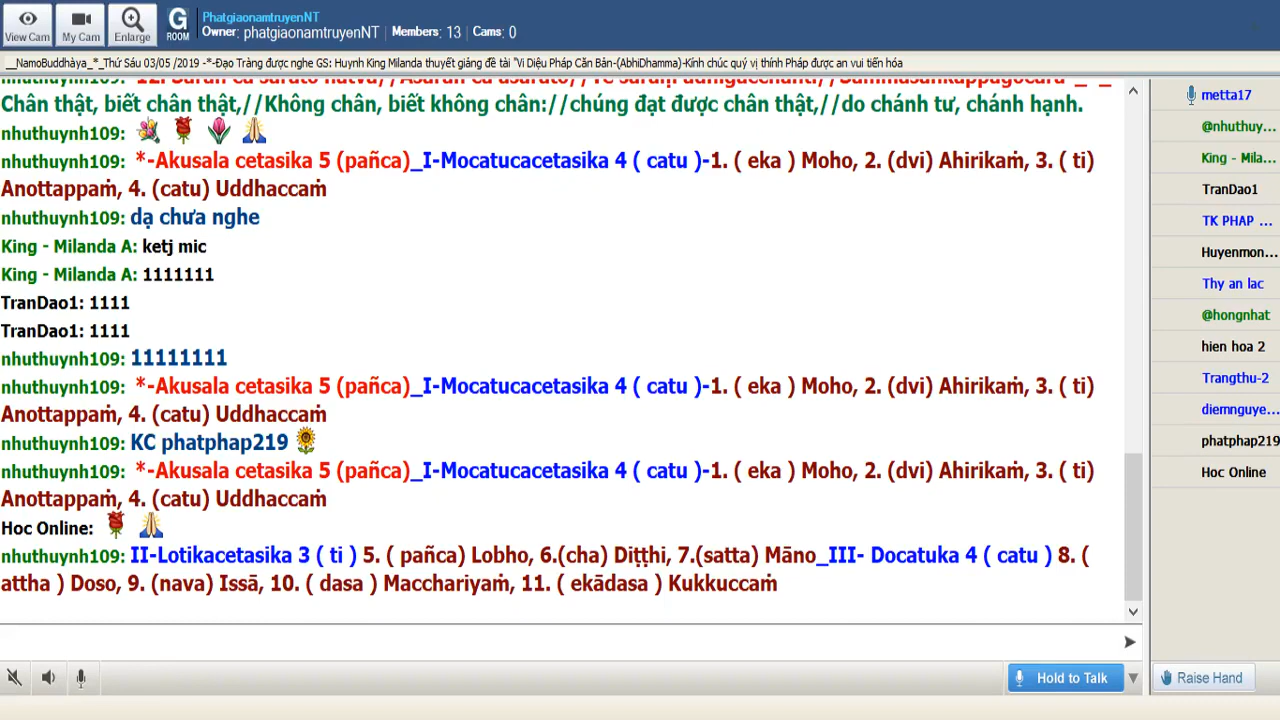 PhatgiaonamtruyenNT
Owner: phatgiaonamtruyenNT Members: 13 Cams: 0
View Cam My Cam Enlarge G ROOM
__NamoBuddhàya_*_Thứ Sáu 03/05 /2019 -*-Đạo Tràng được nghe GS: Huynh King Milanda thuyết giảng đề tài "Vi Diệu Pháp Căn Bản-(AbhiDhamma)-Kính chúc quý vị thính Pháp được an vui tiến hóa
Chân thật, biết chân thật,//Không chân, biết không chân://chúng đạt được chân thật,//do chánh tư, chánh hạnh.
nhuthuynh109:
nhuthuynh109: *-Akusala cetasika 5 (pañca)_I-Mocatucacetasika 4 ( catu )-1. ( eka ) Moho, 2. (dvi) Ahirikaṁ, 3. ( ti)
Anottappaṁ, 4. (catu) Uddhaccaṁ
nhuthuynh109: dạ chưa nghe
King - Milanda A: ketj mic
King - Milanda A: 1111111
TranDao1: 1111
TranDao1: 1111
nhuthuynh109: 11111111
nhuthuynh109: *-Akusala cetasika 5 (pañca)_I-Mocatucacetasika 4 ( catu )-1. ( eka ) Moho, 2. (dvi) Ahirikaṁ, 3. ( ti)
Anottappaṁ, 4. (catu) Uddhaccaṁ
nhuthuynh109: KC phatphap219
nhuthuynh109: *-Akusala cetasika 5 (pañca)_I-Mocatucacetasika 4 ( catu )-1. ( eka ) Moho, 2. (dvi) Ahirikaṁ, 3. ( ti)
Anottappaṁ, 4. (catu) Uddhaccaṁ
Hoc Online:
nhuthuynh109: II-Lotikacetasika 3 ( ti ) 5. ( pañca) Lobho, 6.(cha) Diṭṭhi, 7.(satta) Māno_III- Docatuka 4 ( catu ) 8. (
attha ) Doso, 9. (nava) Issā, 10. ( dasa ) Macchariyaṁ, 11. ( ekādasa ) Kukkuccaṁ
metta17
@nhuthuy...
King - Mila...
TranDao1
TK PHAP ...
Huyenmon...
Thy an lac
@hongnhat
hien hoa 2
Trangthu-2
diemnguye...
phatphap219
Hoc Online
Hold to Talk
Raise Hand